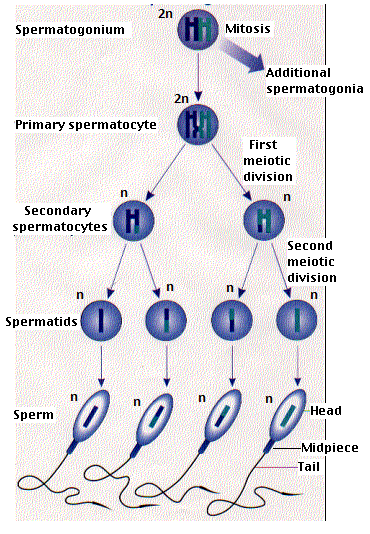 2n
Spermatogonium
Mitosis
Additional
spermatogonia
2n
Primary spermatocyte
First
meiotic
division
n
n
Secondary
spermatocytes
Second
meiotic
division
n
n
n
n
Spermatids
n
n
n
n
Sperm
Head
Midpiece
Tail